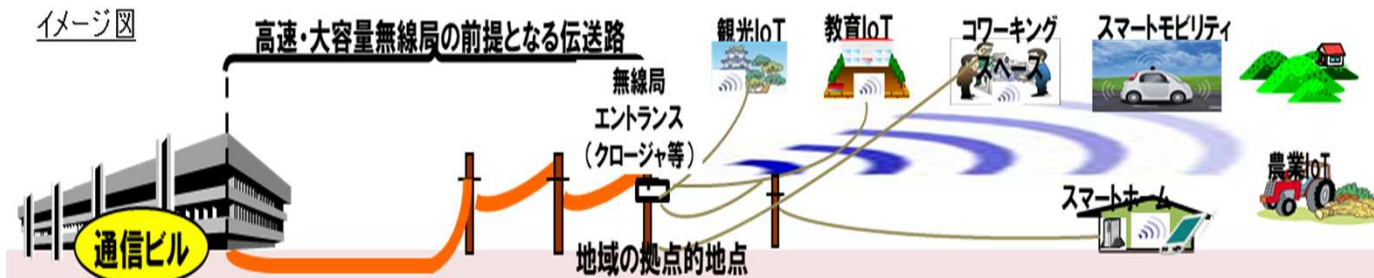 イメージ図
高速・大容量無線局の前提となる伝送路
無線局
エントランス
（クロージャ等）
観光IoT
教育IoT
コワーキング
スペース
スマートモビリティ
農業IoT
スマートホーム
通信ビル
地域の拠点的地点